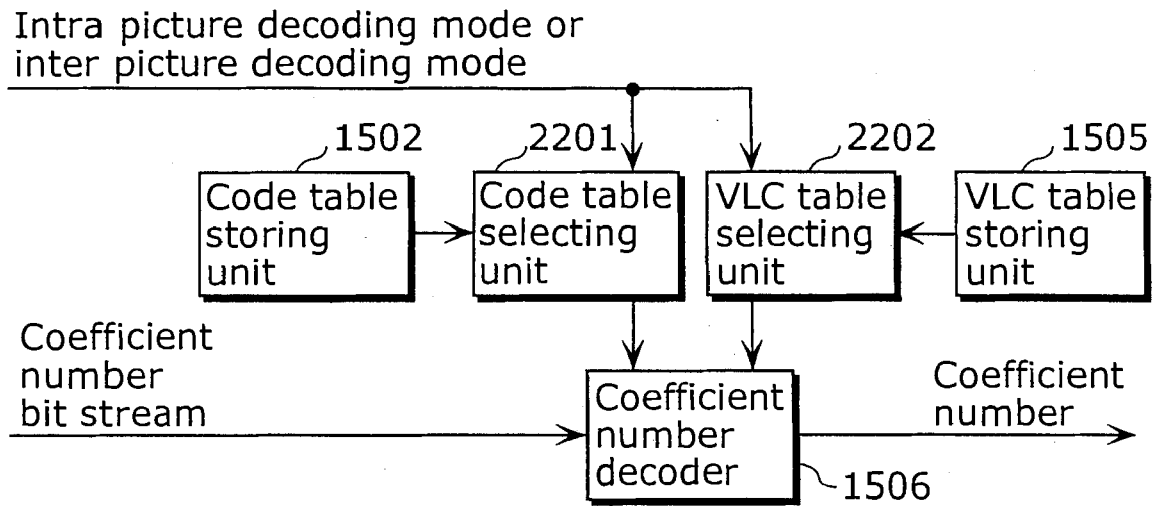 Intra picture decoding mode or
inter picture decoding mode
1502
2201
2202
1505
Code table
storing
unit
Code table
selecting
unit
VLC table
selecting
unit
VLC table
storing
unit
Coefficient
number
bit stream
Coefficient
number
decoder
Coefficient
number
1506